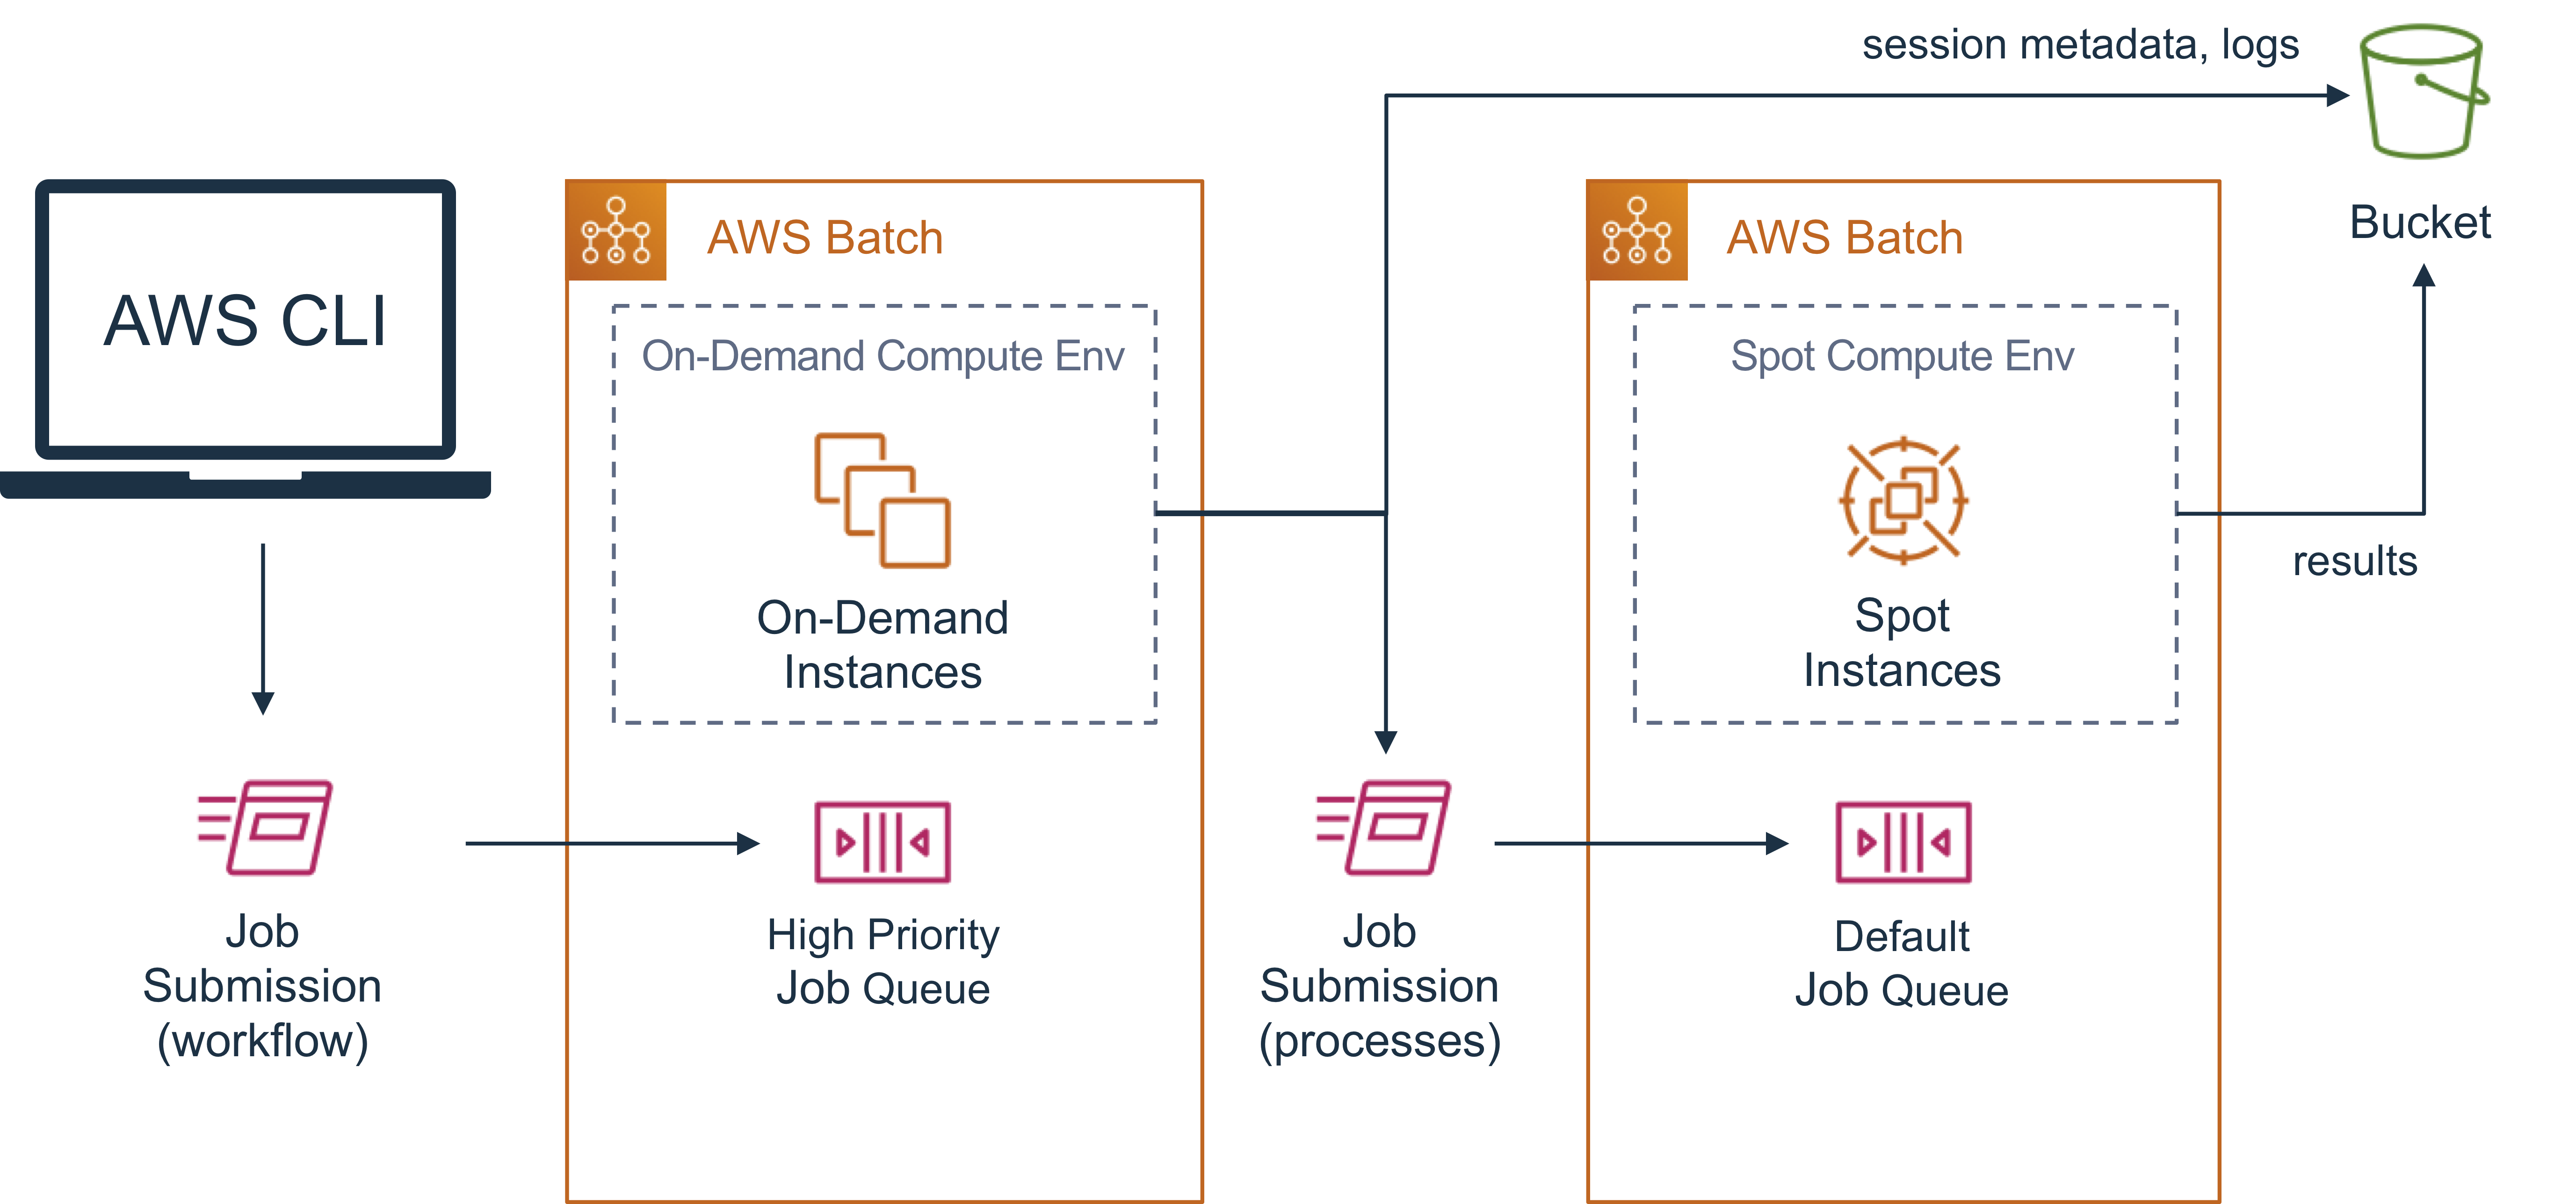 session metadata, logs
Bucket
AWS CLI
AWS Batch
On-Demand Compute Env
On-Demand
Instances
AWS Batch
Spot Compute Env
Spot
Instances
results
Job
Submission
(workflow)
High Priority
Job Queue
Job
Submission
(processes)
Default
Job Queue